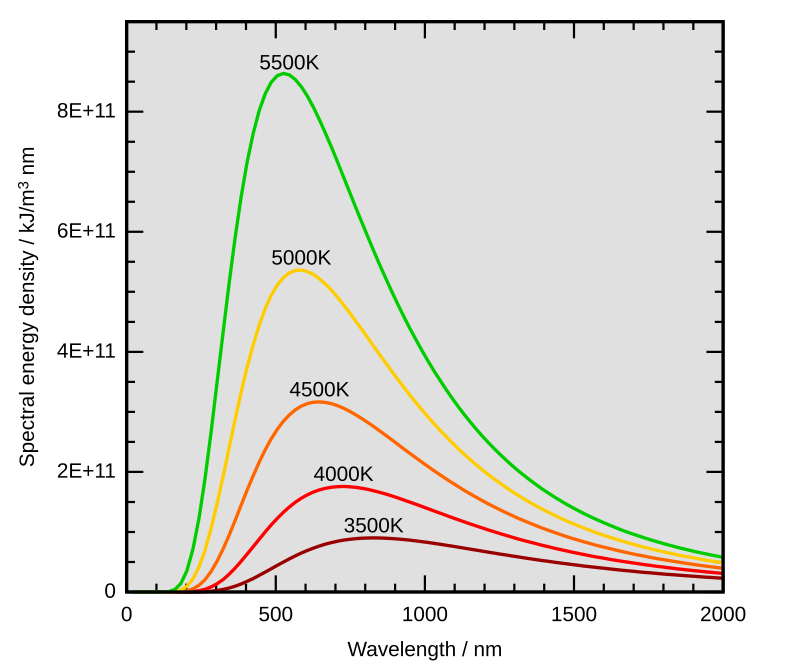 5500K
8E+11
6E+11
5000K
4E+11
4500K
4000K
2E+11
3500K
0
0 500 1000 1500 2000
Wavelength / nm
Spectral energy density / kJ/m³ nm